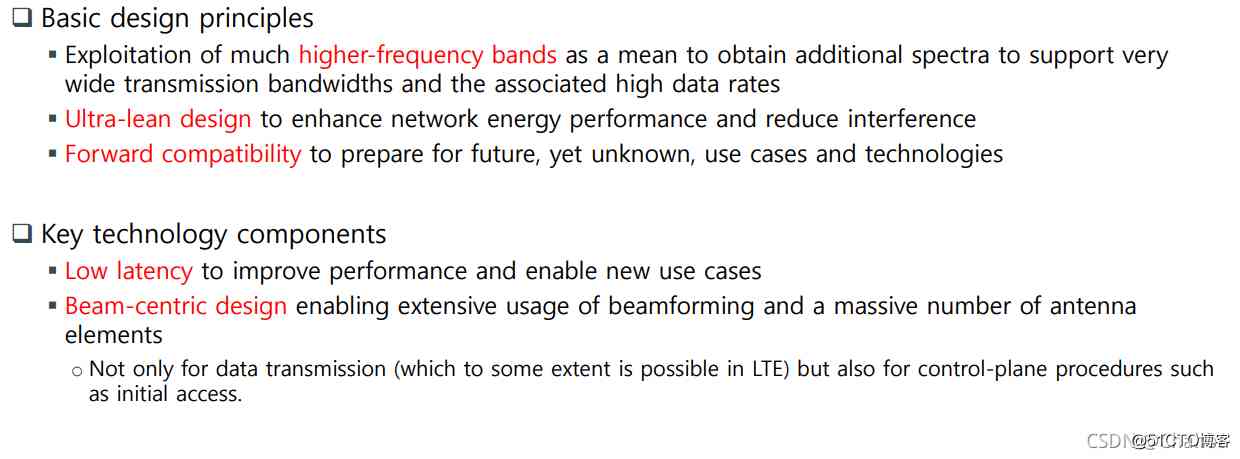 ❑ Basic design principles
▪ Exploitation of much higher-frequency bands as a mean to obtain additional spectra to support very
wide transmission bandwidths and the associated high data rates
▪ Ultra-lean design to enhance network energy performance and reduce interference
▪ Forward compatibility to prepare for future, yet unknown, use cases and technologies
❑ Key technology components
▪ Low latency to improve performance and enable new use cases
▪ Beam-centric design enabling extensive usage of beamforming and a massive number of antenna
elements
○ Not only for data transmission (which to some extent is possible in LTE) but also for control-plane procedures such
as initial access.
CSDN @51CTO博客